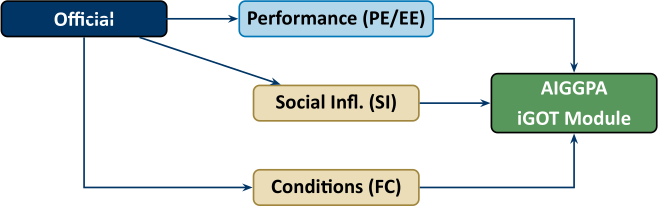 Official
Performance (PE/EE)
Social Infl. (SI)
AIGGPA
iGOT Module
Conditions (FC)